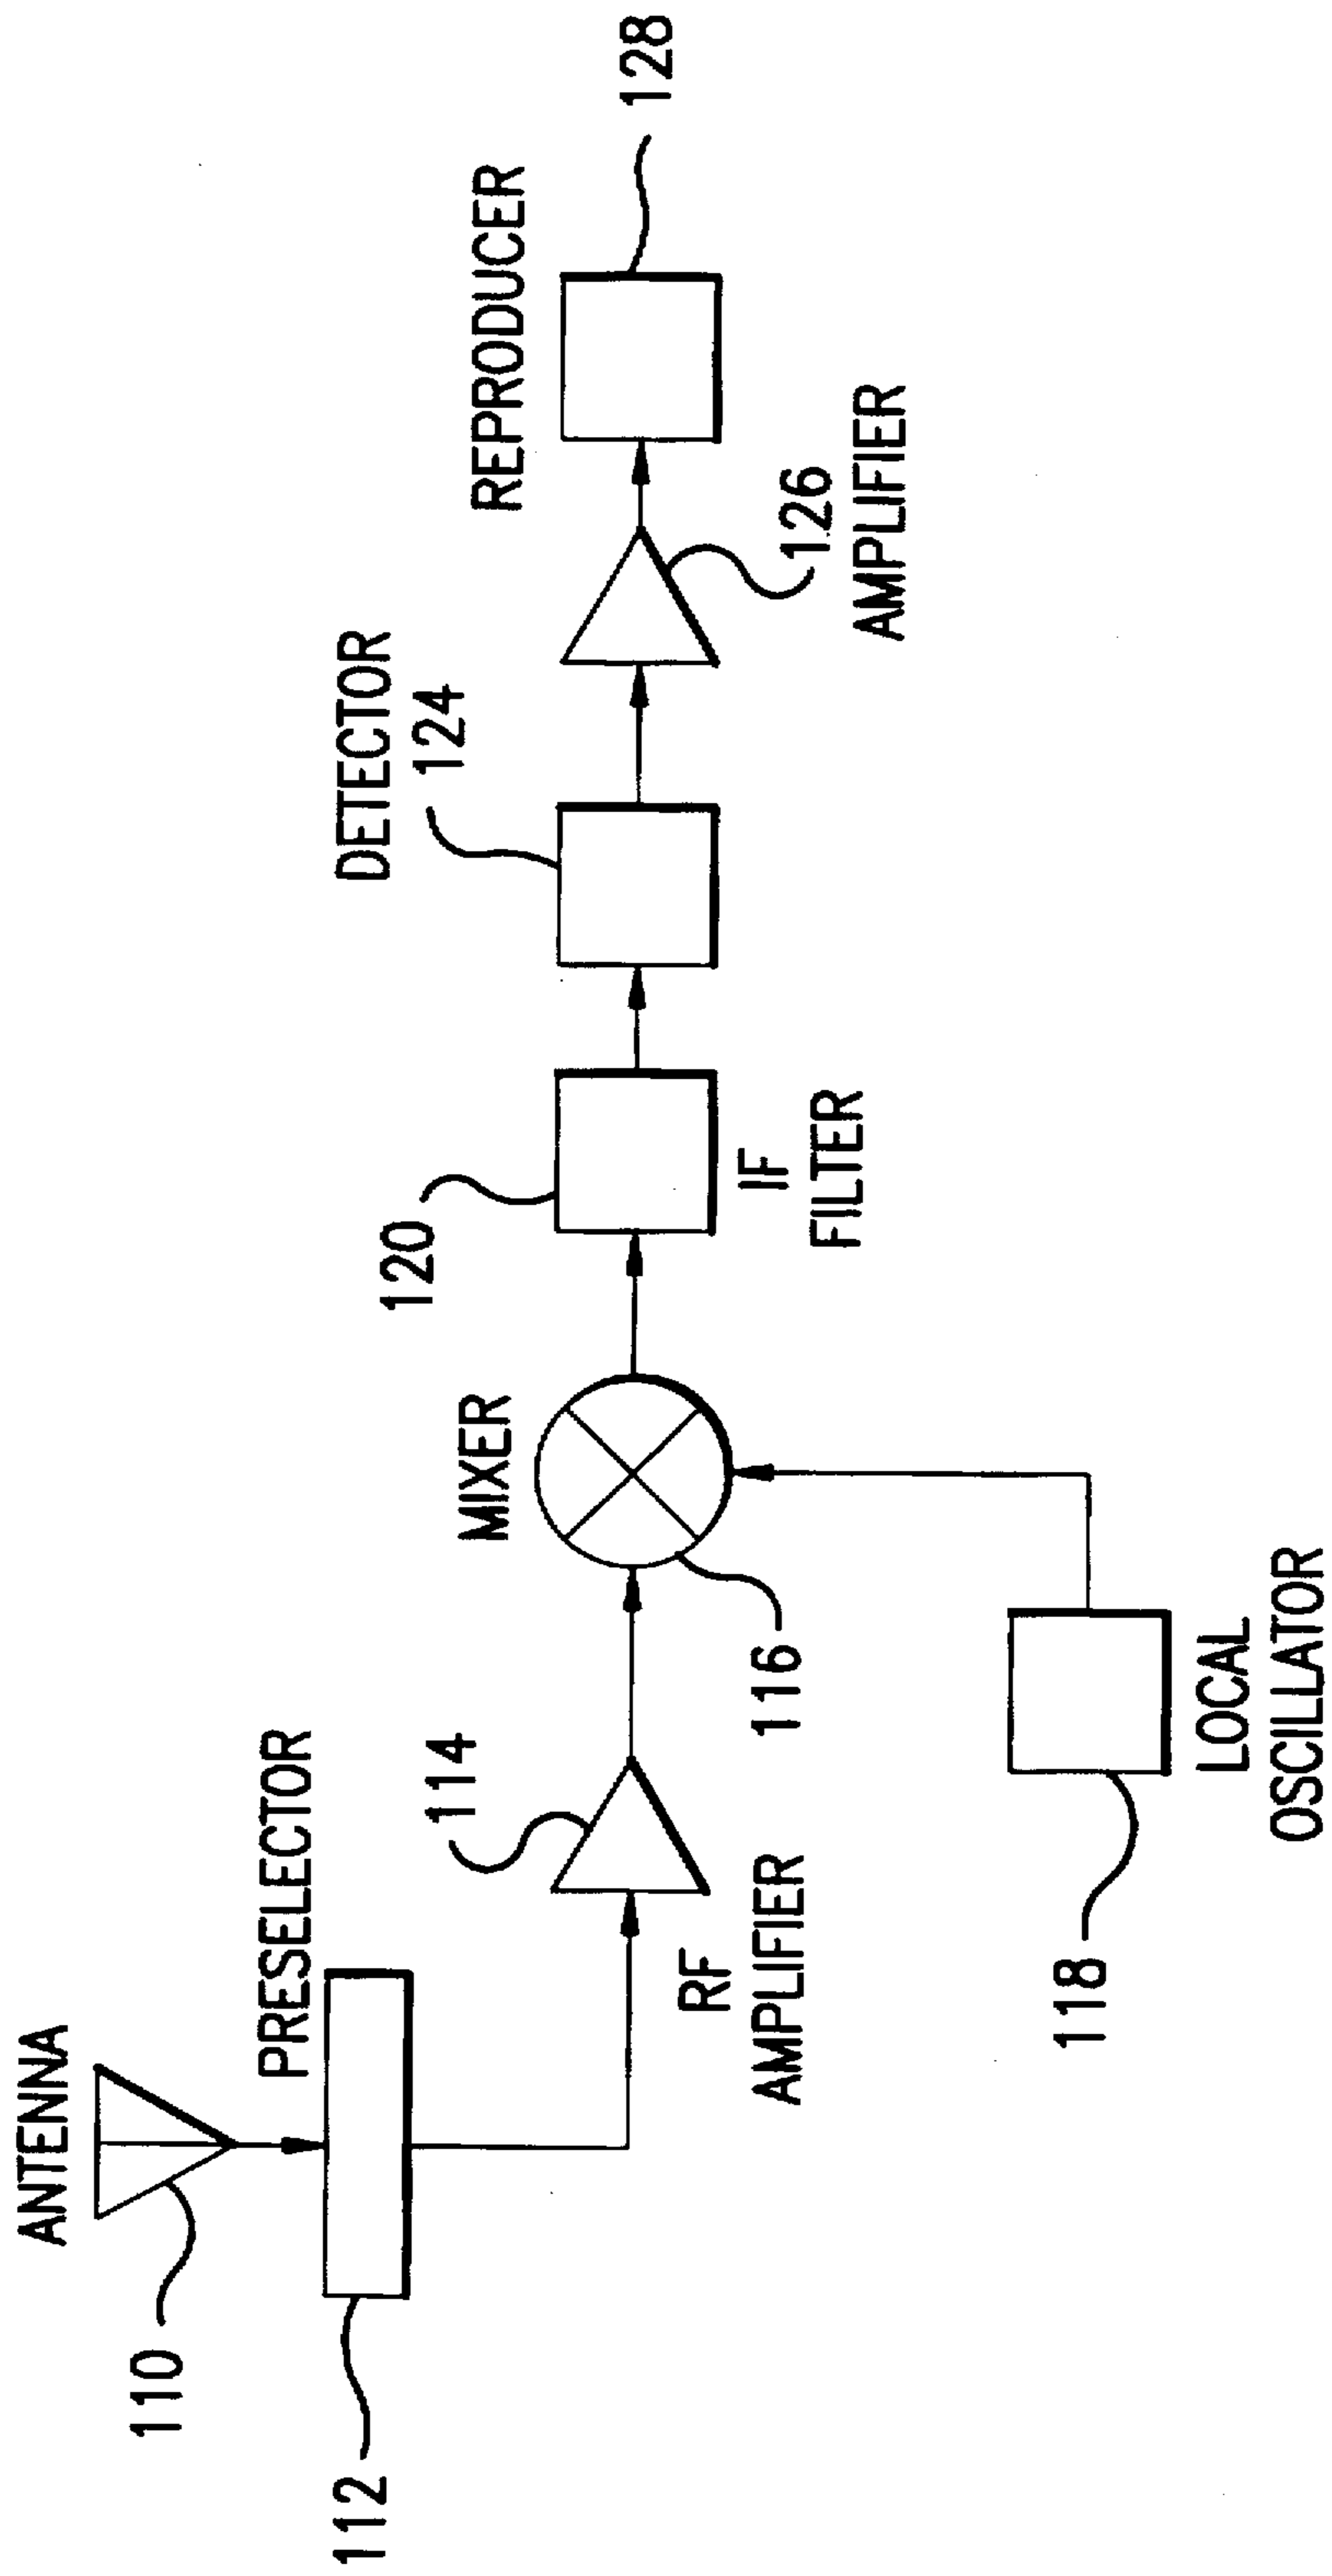 ANTENNA
110
PRESELECTOR
112
114
RF
AMPLIFIER
MIXER
116
LOCAL
OSCILLATOR
118
120
IF
FILTER
DETECTOR
124
126
AMPLIFIER
REPRODUCER
128